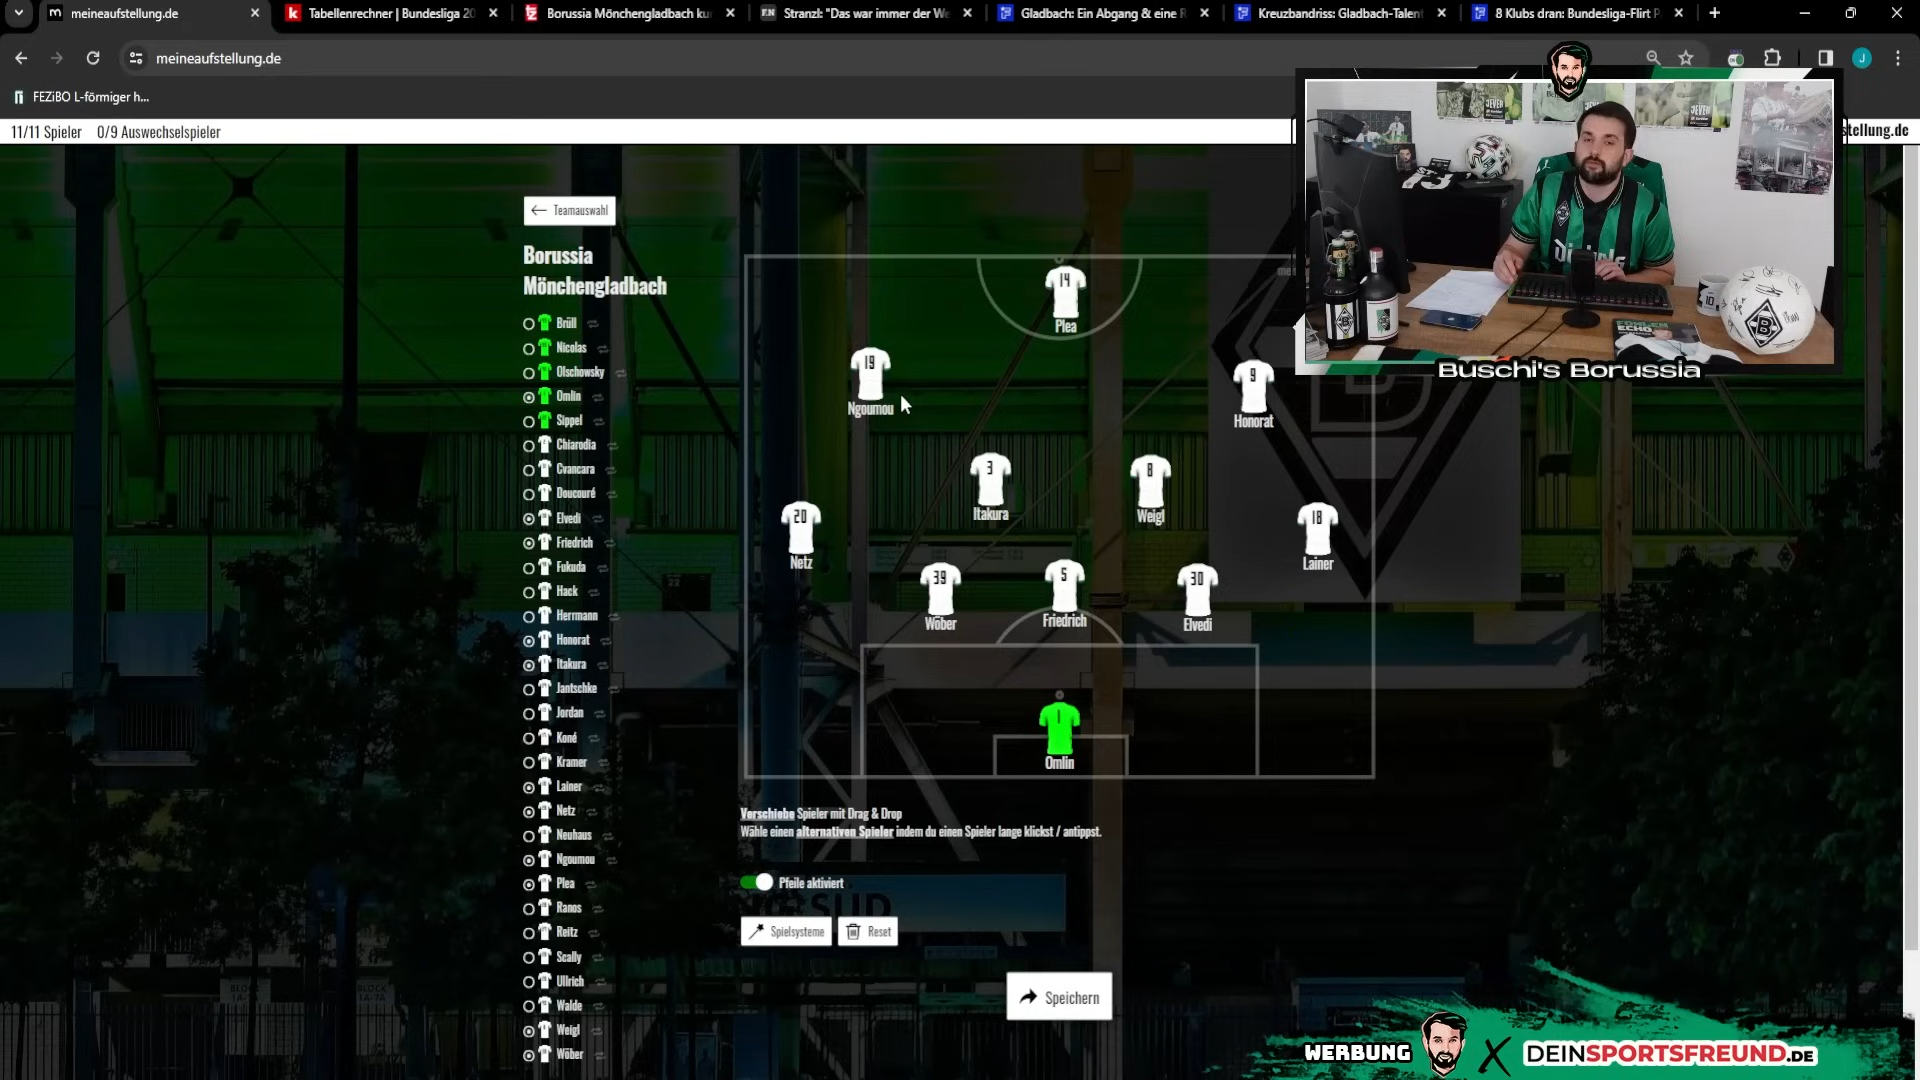 meineaufstellung.de
Tabellenrechner | Bundesliga 20
Borussia Mönchengladbach ku
Stranzl: "Das war immer der We
Gladbach: Ein Abgang & eine R
Kreuzbandriss: Gladbach-Talent
8 Klubs dran: Bundesliga-Flirt P
meineaufstellung.de
FEZiBO L-förmiger h...
11/11 Spieler 0/9 Auswechselspieler
stellung.de
Teamauswahl
Borussia
Mönchengladbach
Brüll
Nicolas
Olschowsky
Omlin
Sippel
Chiarodia
Cvancara
Doucouré
Elvedi
Friedrich
Fukuda
Hack
Herrmann
Honorat
Itakura
Jantschke
Jordan
Koné
Kramer
Lainer
Netz
Neuhaus
Ngoumou
Plea
Ranos
Reitz
Scally
Ullrich
Walde
Weigl
Wöber
14
Plea
19
Ngoumou
9
Honorat
3
Itakura
8
Weigl
20
Netz
18
Lainer
39
Wöber
5
Friedrich
30
Elvedi
1
Omlin
Verschiebe Spieler mit Drag & Drop
Wähle einen alternativen Spieler indem du einen Spieler lange klickst / antippst.
Pfeile aktiviert
Spielsysteme
Reset
Speichern
Buschi's Borussia
WERBUNG X DEINSPORTSFREUND.DE